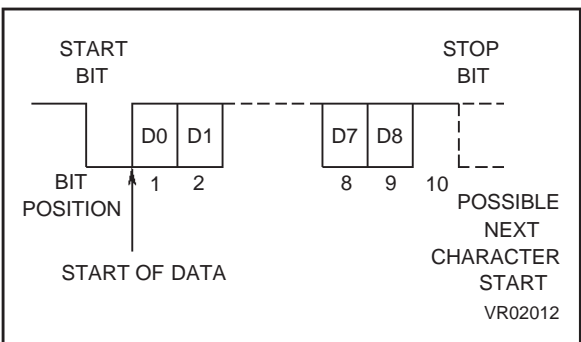 START
BIT
STOP
BIT
D0 D1 D7 D8
BIT
POSITION
1 2 8 9 10
START OF DATA
POSSIBLE
NEXT
CHARACTER
START
VR02012